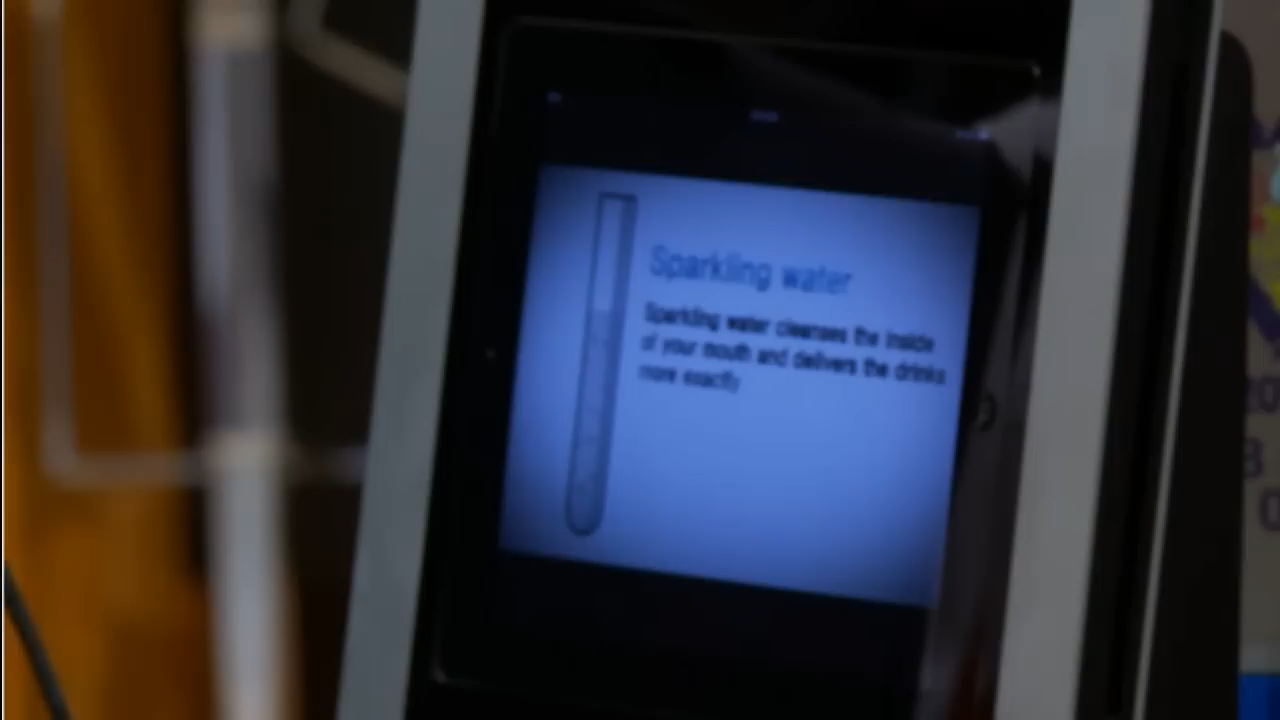 Sparkling water
Sparkling water cleanses the inside
of your mouth and delivers the drinks
more exactly